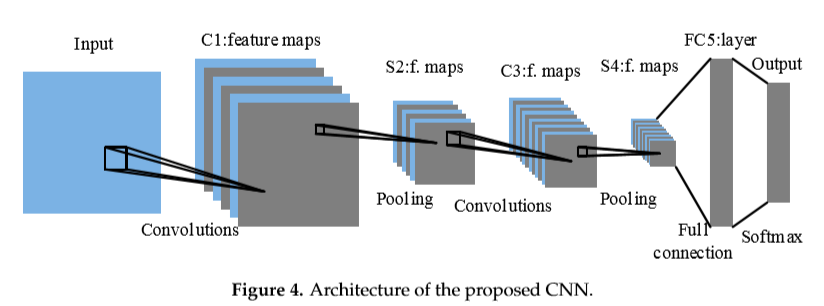 Input
C1:feature maps
S2:f. maps
C3:f. maps
S4:f. maps
FC5:layer
Output
Convolutions
Pooling
Convolutions
Pooling
Full
connection
Softmax
Figure 4. Architecture of the proposed CNN.